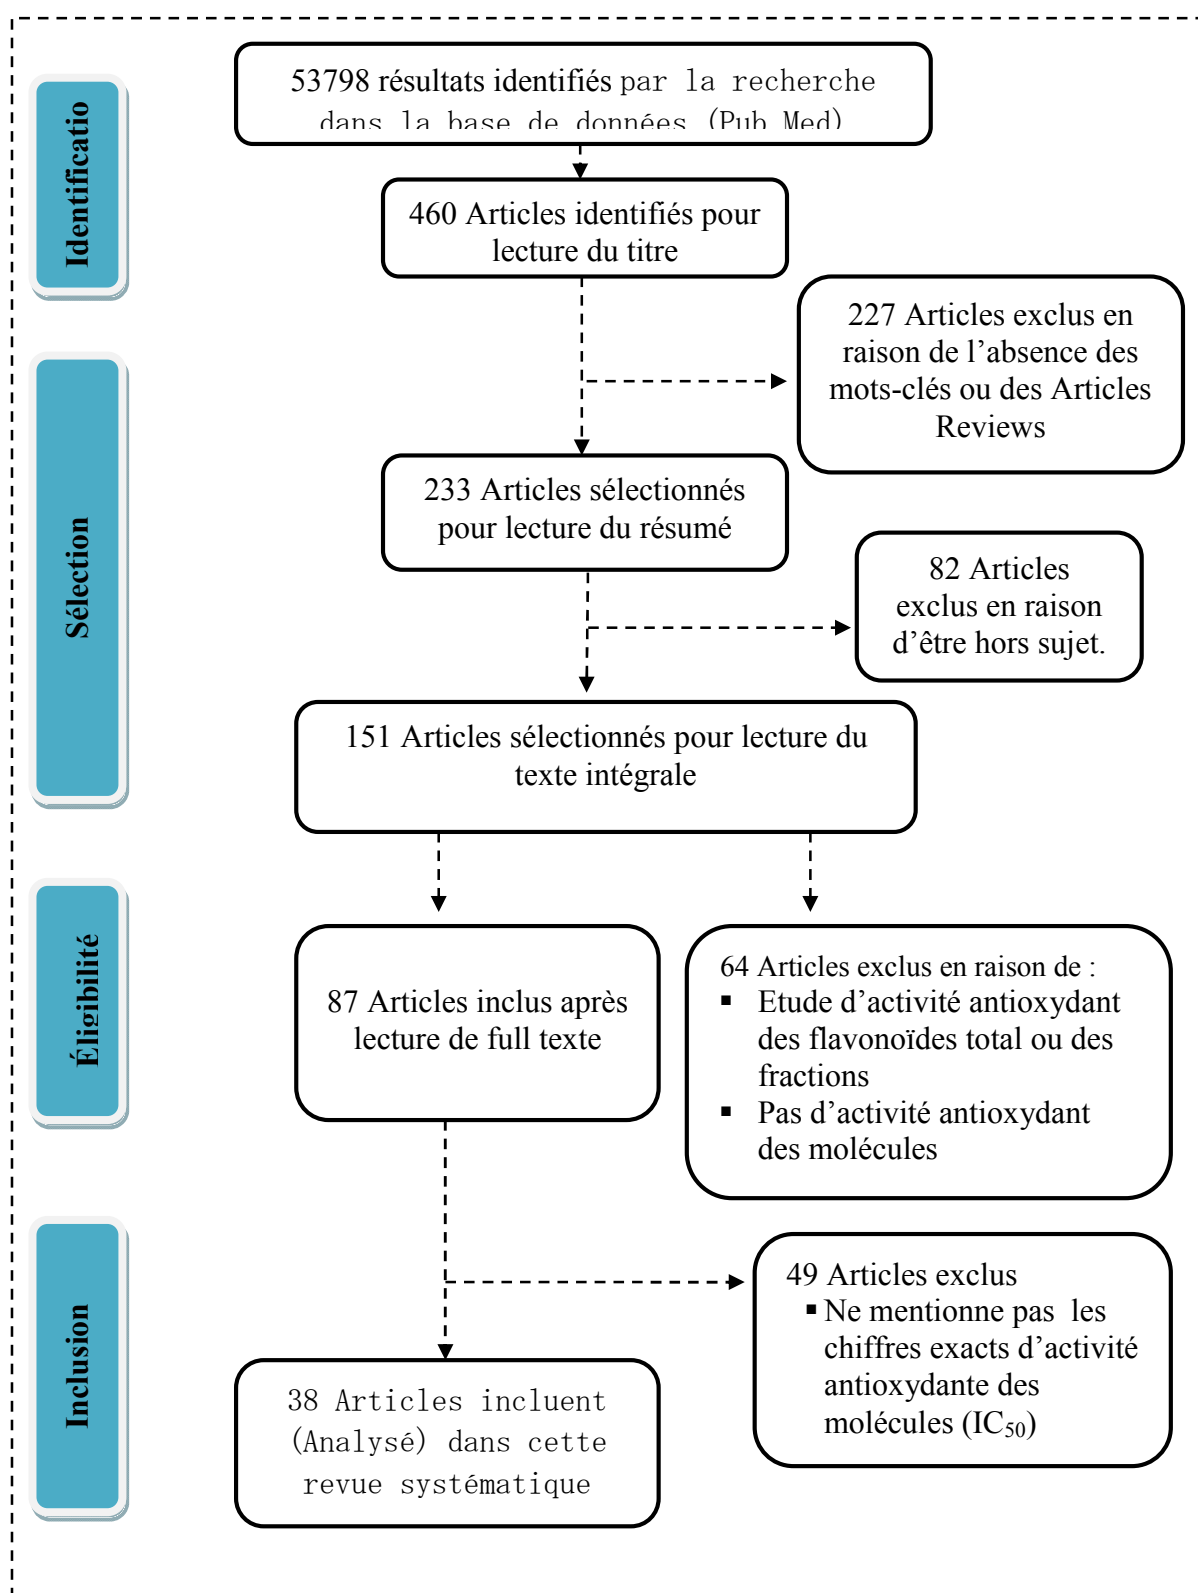 Identificatio
53798 résultats identifiés par la recherche
dans la base de données (Pub Med)
460 Articles identifiés pour
lecture du titre
227 Articles exclus en
raison de l’absence des
mots-clés ou des Articles
Reviews
Sélection
233 Articles sélectionnés
pour lecture du résumé
82 Articles
exclus en raison
d’être hors sujet.
151 Articles sélectionnés pour lecture du
texte intégrale
Éligibilité
87 Articles inclus après
lecture de full texte
64 Articles exclus en raison de :
▪ Etude d’activité antioxydant
des flavonoïdes total ou des
fractions
▪ Pas d’activité antioxydant
des molécules
Inclusion
49 Articles exclus
▪ Ne mentionne pas les
chiffres exacts d’activité
antioxydante des
molécules (IC50)
38 Articles incluent
(Analysé) dans cette
revue systématique